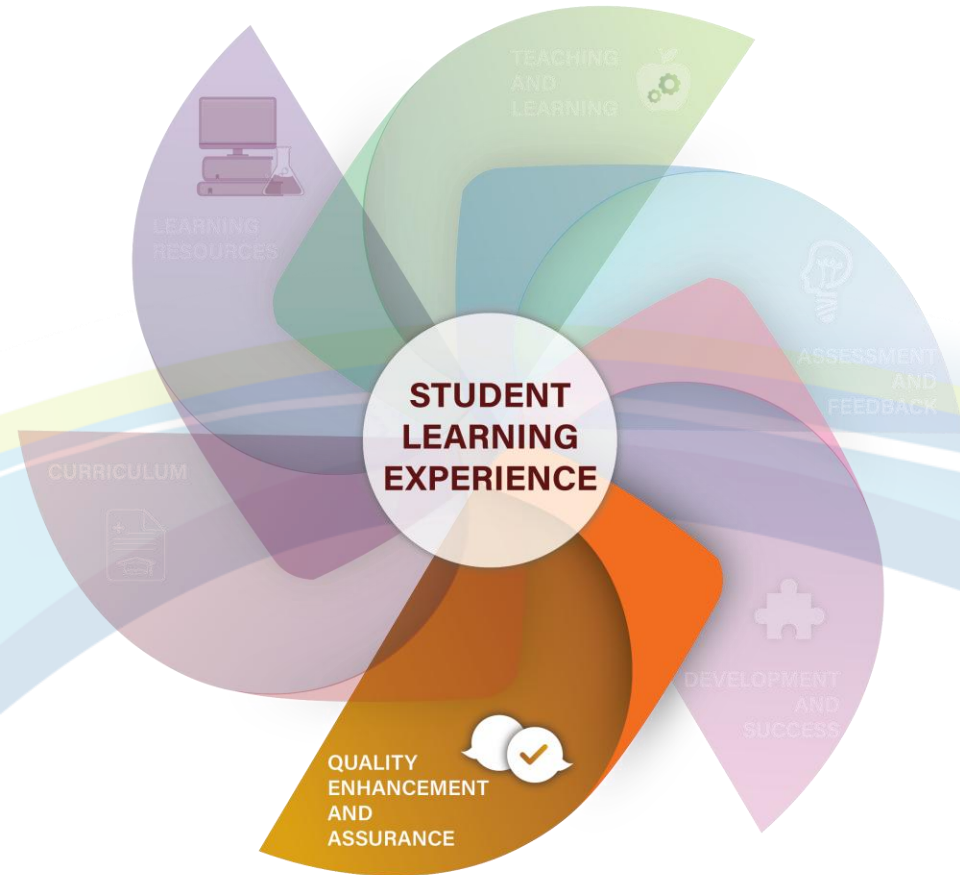 TEACHING
AND
LEARNING
LEARNING
RESOURCES
ASSESSMENT
AND
FEEDBACK
STUDENT
LEARNING
EXPERIENCE
CURRICULUM
DEVELOPMENT
AND
SUCCESS
QUALITY
ENHANCEMENT
AND
ASSURANCE